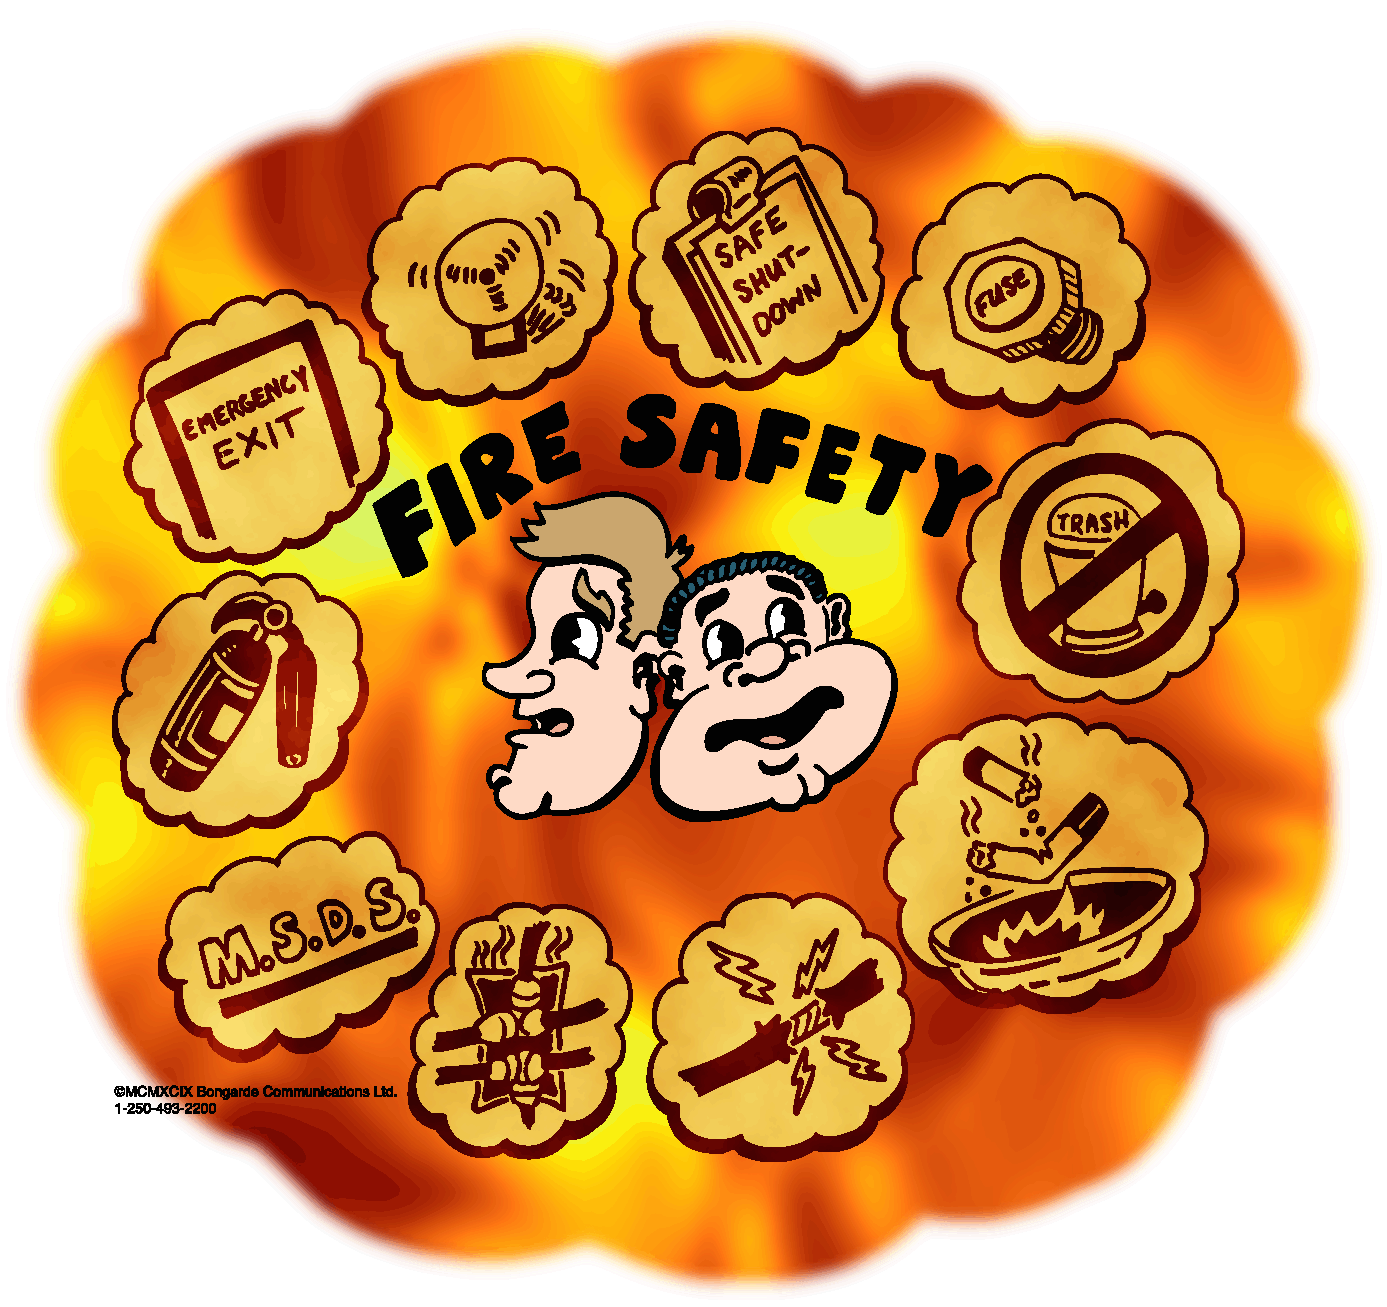 SAFE
SHUT-
DOWN
FUSE
EMERGENCY
EXIT
FIRE SAFETY
TRASH
M.S.D.S.
©MCMXCIX Bongarde Communications Ltd.
1-250-493-2200